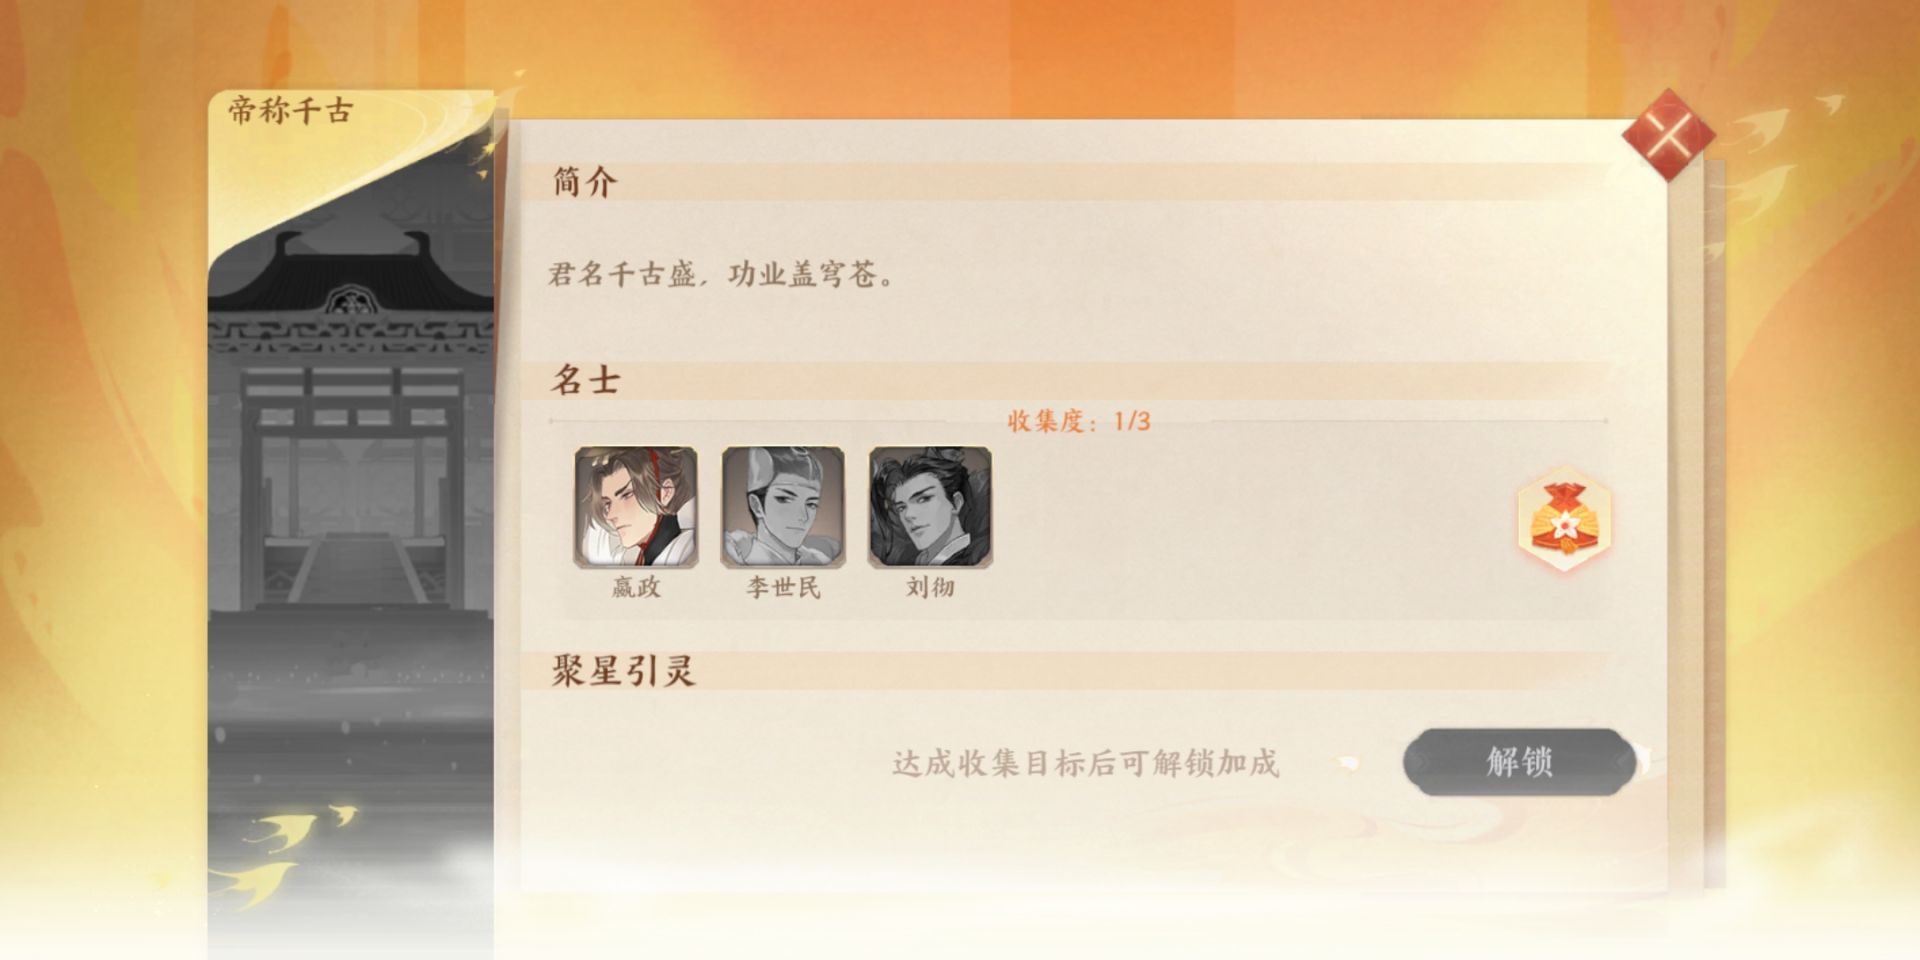 帝称千古
简介
君名千古盛，功业盖穹苍。
名士
收集度：1/3
嬴政
李世民
刘彻
聚星引灵
达成收集目标后可解锁加成
解锁